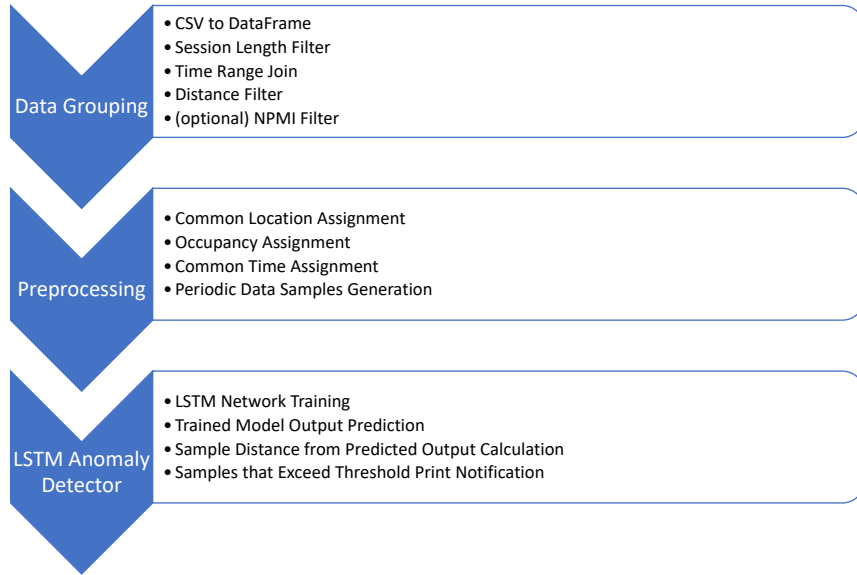 Data Grouping
• CSV to DataFrame
• Session Length Filter
• Time Range Join
• Distance Filter
• (optional) NPMI Filter
Preprocessing
• Common Location Assignment
• Occupancy Assignment
• Common Time Assignment
• Periodic Data Samples Generation
LSTM Anomaly
Detector
• LSTM Network Training
• Trained Model Output Prediction
• Sample Distance from Predicted Output Calculation
• Samples that Exceed Threshold Print Notification